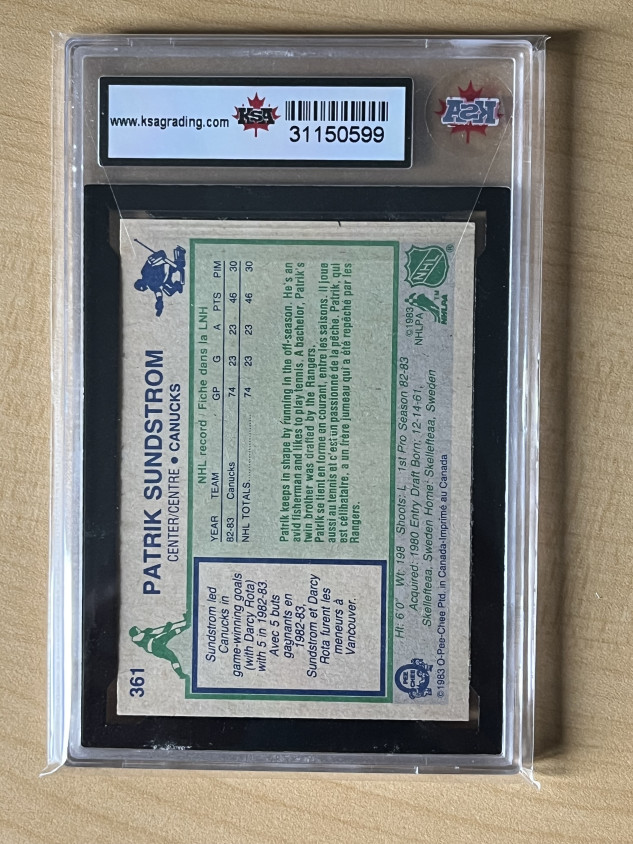 www.ksagrading.com
KSA
31150599
KSA
361
PATRIK SUNDSTROM
CENTER/CENTRE • CANUCKS
Sundstrom led
Canucks in
game-winning goals
(with Darcy Rota)
with 5 in 1982-83.
Avec 5 buts
gagnants en
1982-83,
Sundstrom et Darcy
Rota furent les
meneurs à
Vancouver.
NHL record / Fiche dans la LNH
YEAR TEAM GP G A PTS PIM
82-83 Canucks 74 23 23 46 30
NHL TOTALS.................... 74 23 23 46 30
Patrik keeps in shape by running in the off-season. He's an
avid fisherman and likes to play tennis. A bachelor, Patrik's
twin brother was drafted by the Rangers.
Patrik se tient en forme en courant, entre les saisons. Il joue
aussi au tennis et c'est un passionné de la pêche. Patrik, qui
est célibataire, a un frère jumeau qui a été repêché par les
Rangers.
Ht: 6'0" Wt: 198 Shoots: L 1st Pro Season 82-83
Acquired: 1980 Entry Draft Born: 12-14-61,
Skellefteaa, Sweden Home: Skellefteaa, Sweden
O PEE CHEE
© 1983 O-Pee-Chee Ptd. in Canada-Imprimé au Canada
©1983
NHLPA
TM
NHLPA
NHL
®